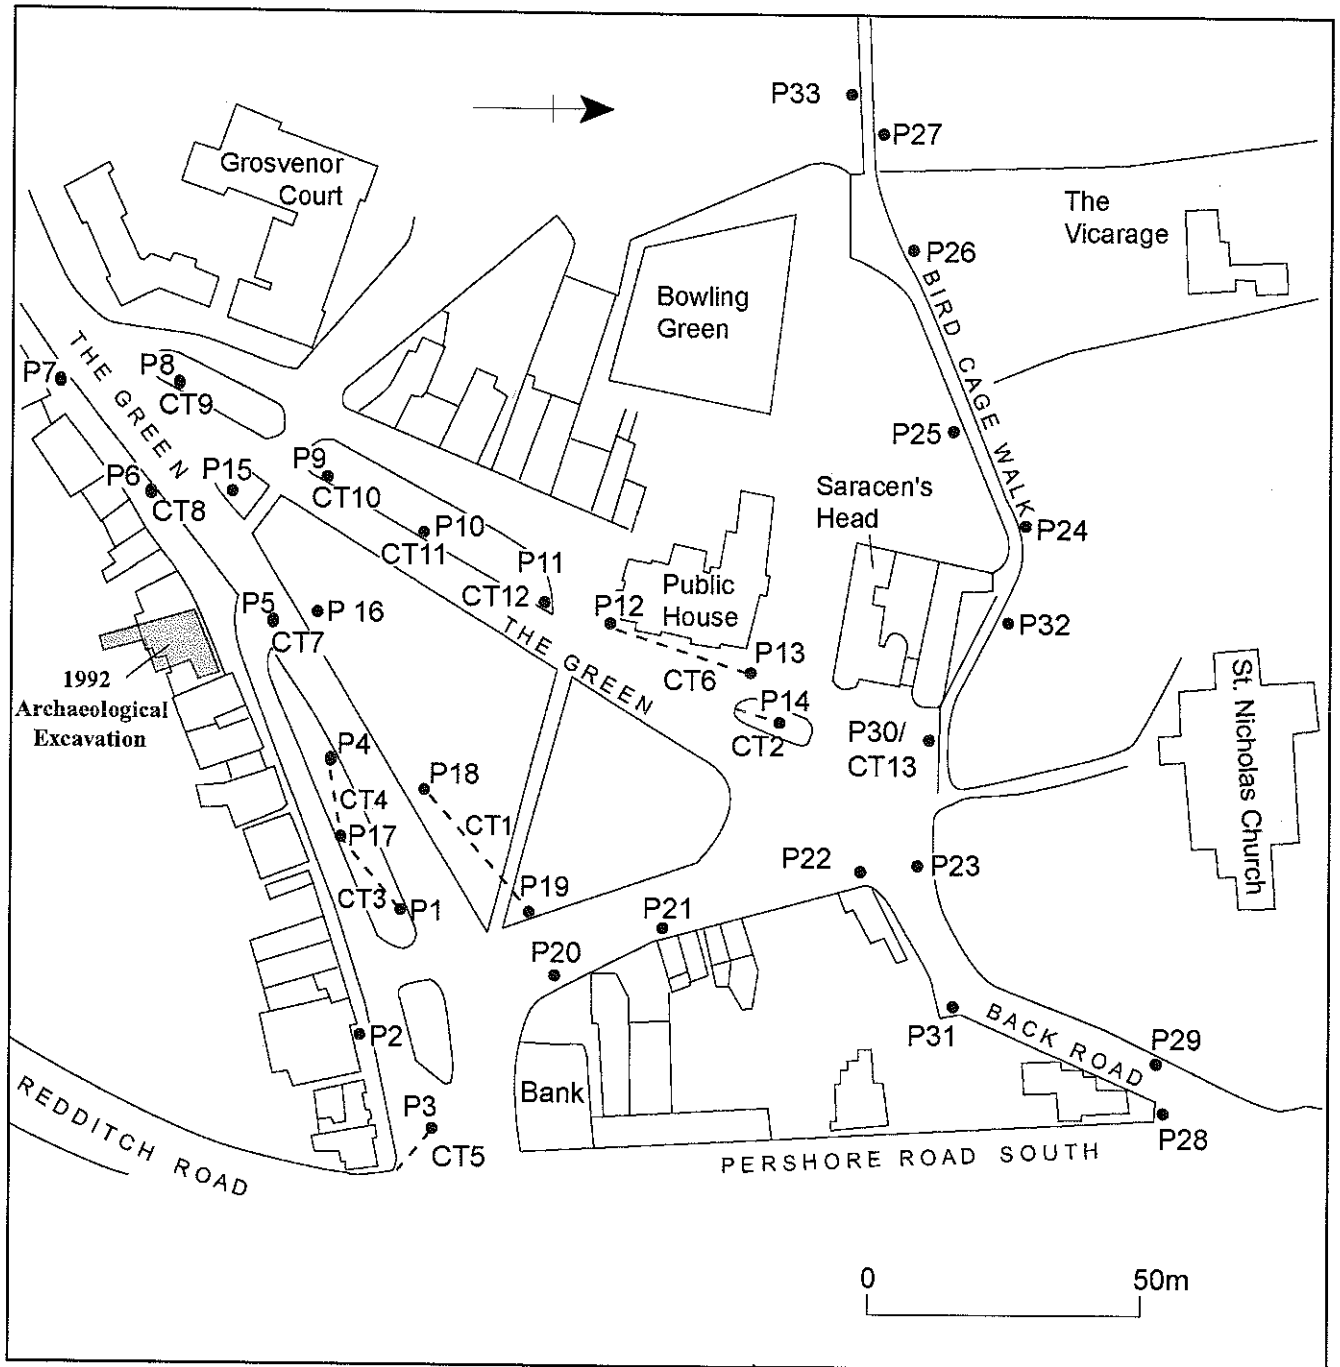 P33
P27
Grosvenor
Court
The
Vicarage
P26
BIRD CAGE WALK
Bowling
Green
P7
THE GREEN
P8
CT9
P25
P6
CT8
P15
P9
CT10
P10
CT11
Saracen's
Head
P24
P11
CT12
Public
House
P12
P5
CT7
P 16
THE GREEN
P32
P13
CT6
1992
Archaeological
Excavation
P14
CT2
P30/
CT13
St. Nicholas Church
P4
CT4
P18
CT1
P17
CT3
P1
P19
P22
P23
P21
P20
P2
P31
BACK ROAD
P29
Bank
P3
CT5
P28
REDDITCH ROAD
PERSHORE ROAD SOUTH
0
50m